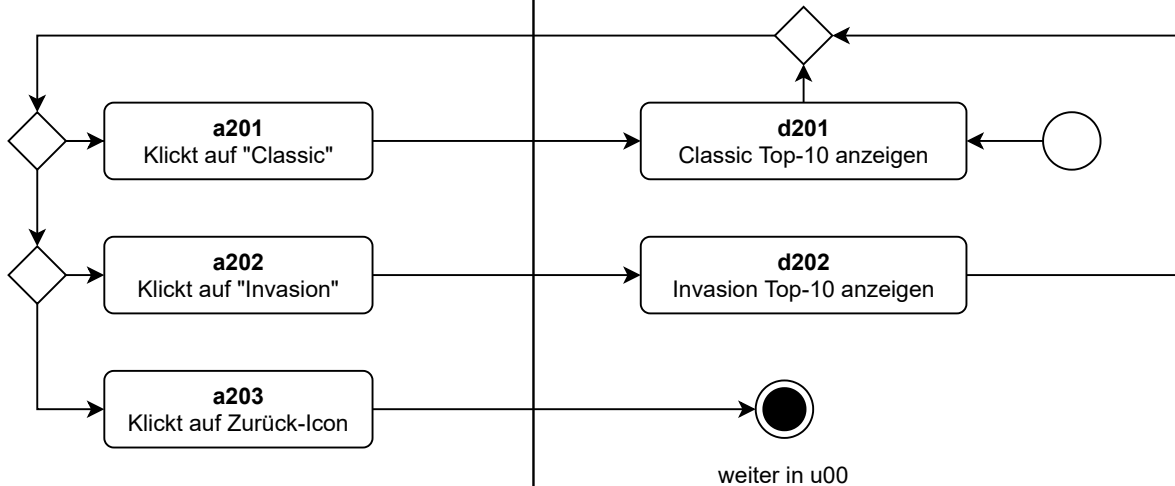 a201
Klickt auf "Classic"
d201
Classic Top-10 anzeigen
a202
Klickt auf "Invasion"
d202
Invasion Top-10 anzeigen
a203
Klickt auf Zurück-Icon
weiter in u00